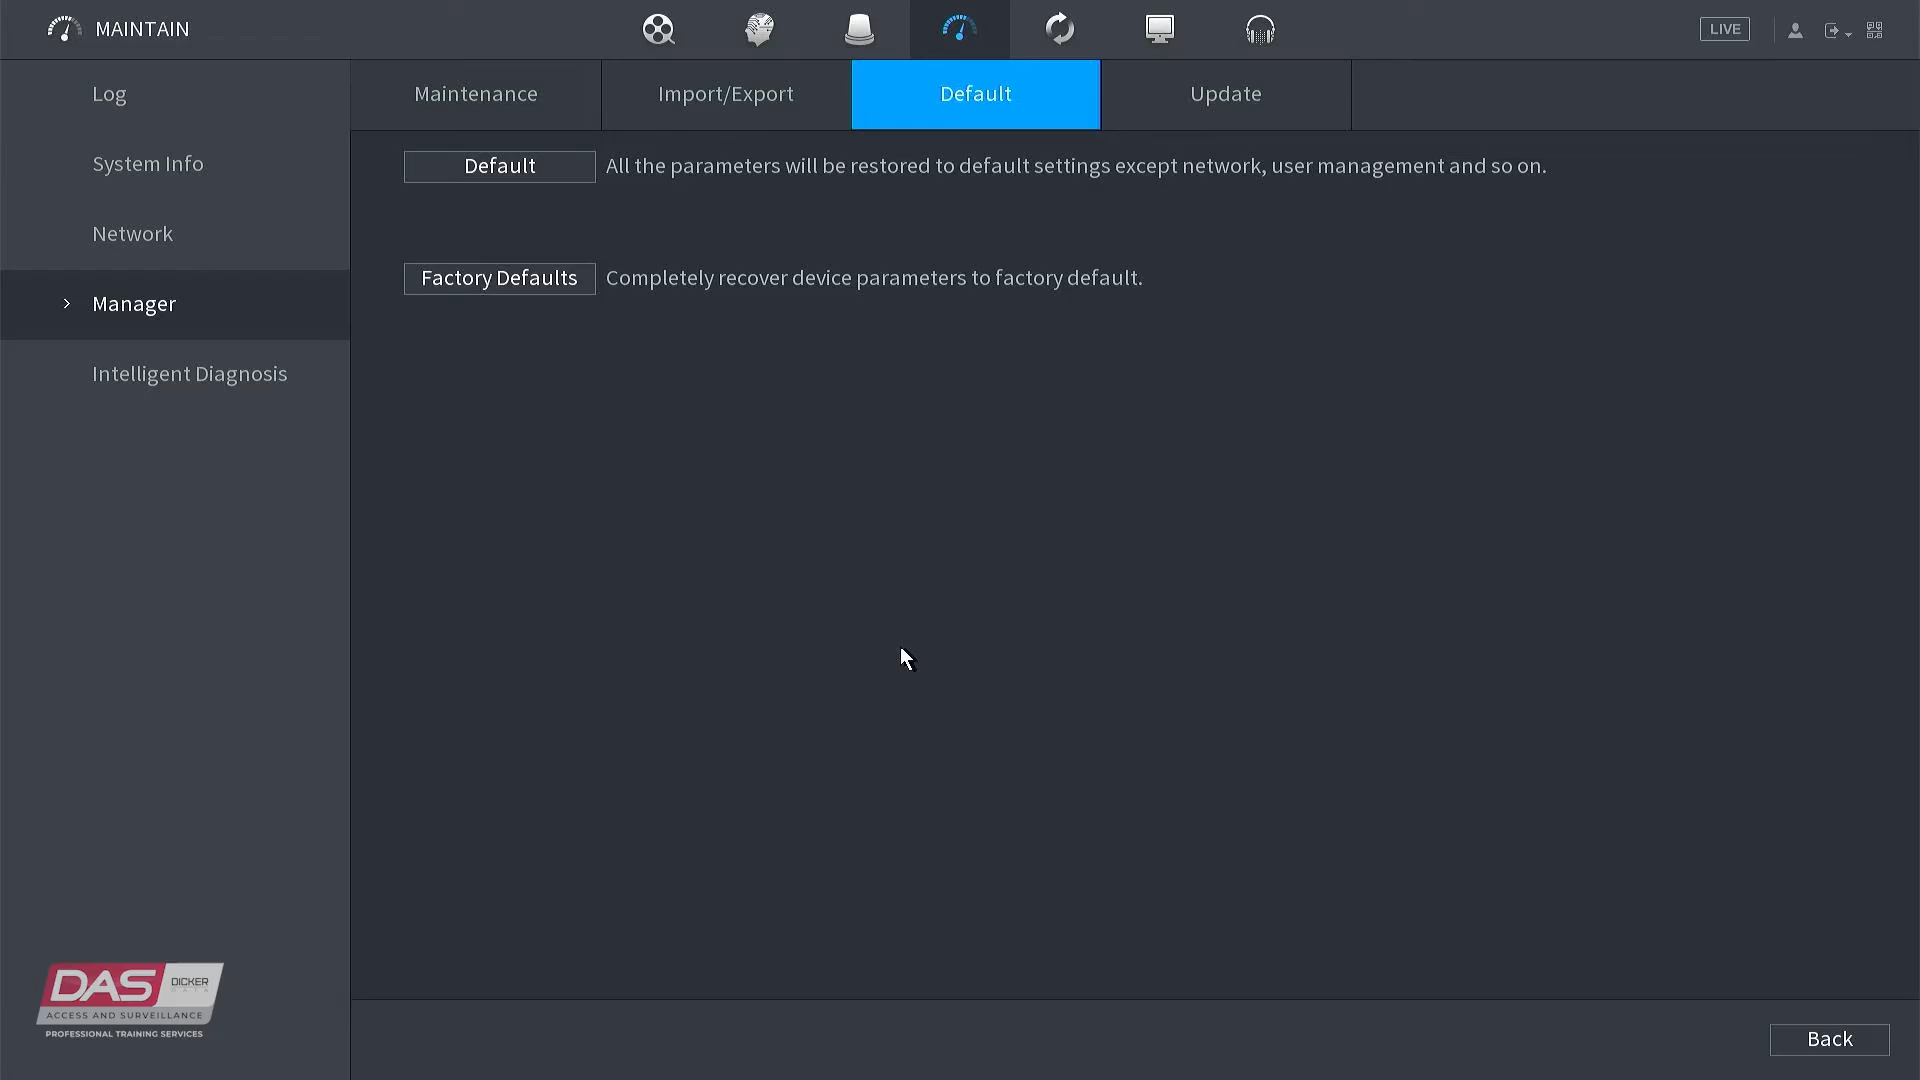 MAINTAIN
LIVE
Log
System Info
Network
Manager
Intelligent Diagnosis
Maintenance
Import/Export
Default
Update
Default
All the parameters will be restored to default settings except network, user management and so on.
Factory Defaults
Completely recover device parameters to factory default.
DAS
DICKER
DATA
ACCESS AND SURVEILLANCE
PROFESSIONAL TRAINING SERVICES
Back